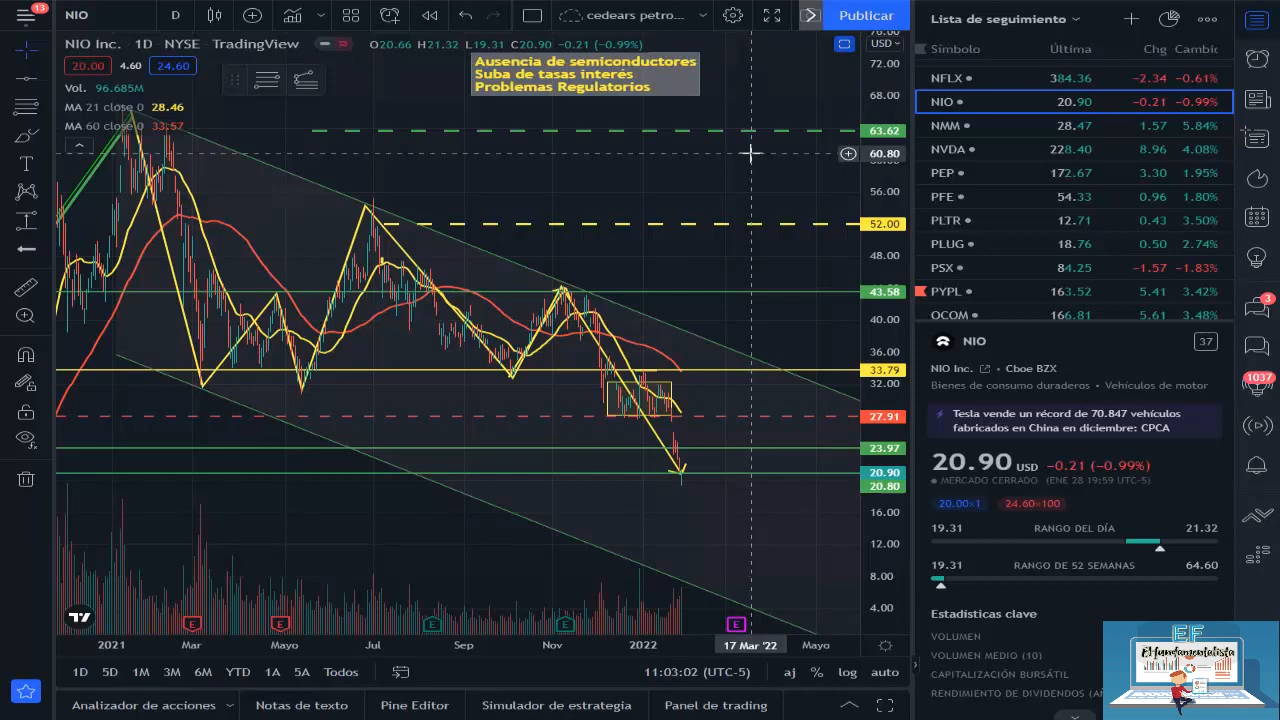 13
NIO
D
cedears petro...
Publicar
NIO Inc. · 1D · NYSE · TradingView
O20.66 H21.32 L19.31 C20.90 -0.21 (-0.99%)
20.00 4.60 24.60
Vol. 96.685M
MA 21 close 0 28.46
MA 60 close 0 33.57
Ausencia de semiconductores
Suba de tasas interés
Problemas Regulatorios
USD
72.00
68.00
63.62
60.80
56.00
52.00
48.00
43.58
40.00
36.00
33.79
32.00
27.91
23.97
20.90
20.80
16.00
12.00
8.00
4.00
E E E E E
2021 Mar Mayo Jul Sep Nov 2022 17 Mar '22 Mayo
1D 5D 1M 3M 6M YTD 1A 5A Todos
11:03:02 (UTC-5) aj % log auto
Analizador de acciones Notas de texto Pine Editor Simulador de estrategia Panel de trading
Lista de seguimiento
Símbolo Última Chg Cambic
NFLX 384.36 -2.34 -0.61%
NIO 20.90 -0.21 -0.99%
NMM 28.47 1.57 5.84%
NVDA 228.40 8.96 4.08%
PEP 172.67 3.30 1.95%
PFE 54.33 0.96 1.80%
PLTR 12.71 0.43 3.50%
PLUG 18.76 0.50 2.74%
PSX 84.25 -1.57 -1.83%
PYPL 163.52 5.41 3.42%
QCOM 166.81 5.61 3.48%
NIO 37
NIO Inc. · Cboe BZX
Bienes de consumo duraderos · Vehículos de motor
Tesla vende un récord de 70.847 vehículos
fabricados en China en diciembre: CPCA
20.90 USD -0.21 (-0.99%)
MERCADO CERRADO (ENE 28 19:59 UTC-5)
20.00×1 24.60×100
19.31 RANGO DEL DÍA 21.32
19.31 RANGO DE 52 SEMANAS 64.60
Estadísticas clave
VOLUMEN
VOLUMEN MEDIO (10)
CAPITALIZACIÓN BURSÁTIL
RENDIMIENTO DE DIVIDENDOS (AÑ
3
1037
EF
El Fundamentalista